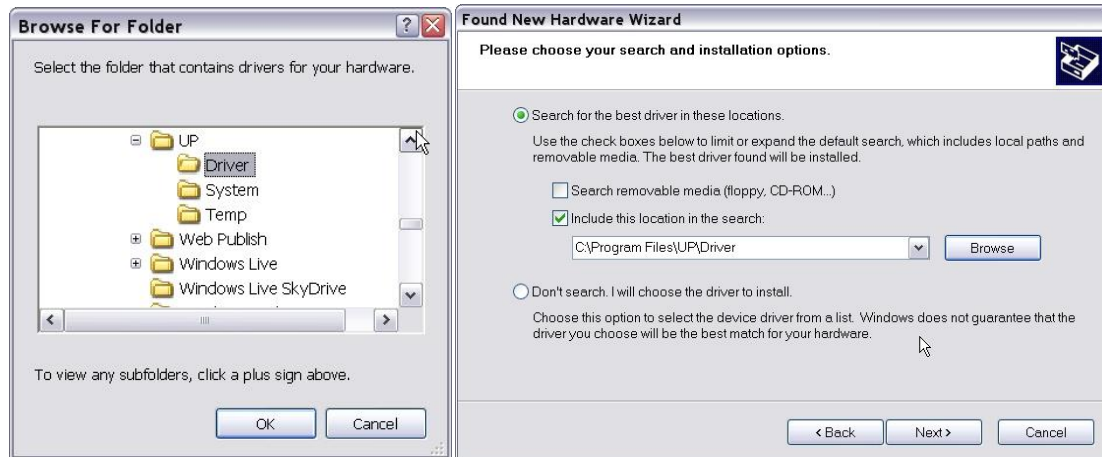 Browse For Folder
Select the folder that contains drivers for your hardware.
UP
Driver
System
Temp
Web Publish
Windows Live
Windows Live SkyDrive
To view any subfolders, click a plus sign above.
OK
Cancel
Found New Hardware Wizard
Please choose your search and installation options.
Search for the best driver in these locations.
Use the check boxes below to limit or expand the default search, which includes local paths and
removable media. The best driver found will be installed.
Search removable media (floppy, CD-ROM...)
Include this location in the search:
C:\Program Files\UP\Driver
Browse
Don't search. I will choose the driver to install.
Choose this option to select the device driver from a list. Windows does not guarantee that the
driver you choose will be the best match for your hardware.
< Back
Next >
Cancel